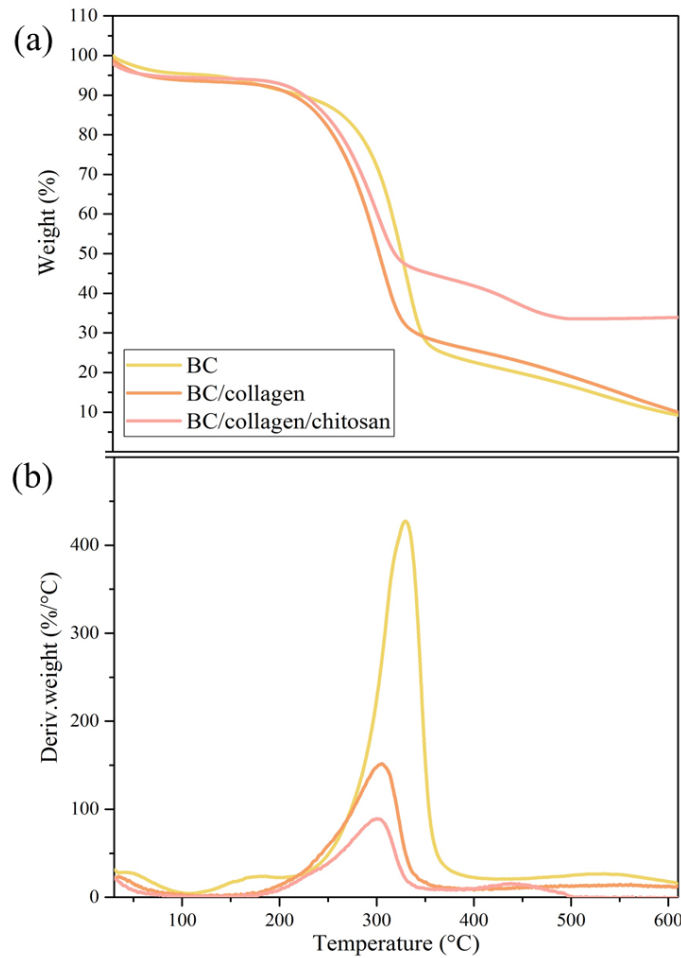 (a)
110
100
90
80
70
60
50
40
30
20
10
Weight (%)
BC
BC/collagen
BC/collagen/chitosan
(b)
400
300
200
100
0
Deriv.weight (%/°C)
100 200 300 400 500 600
Temperature (°C)